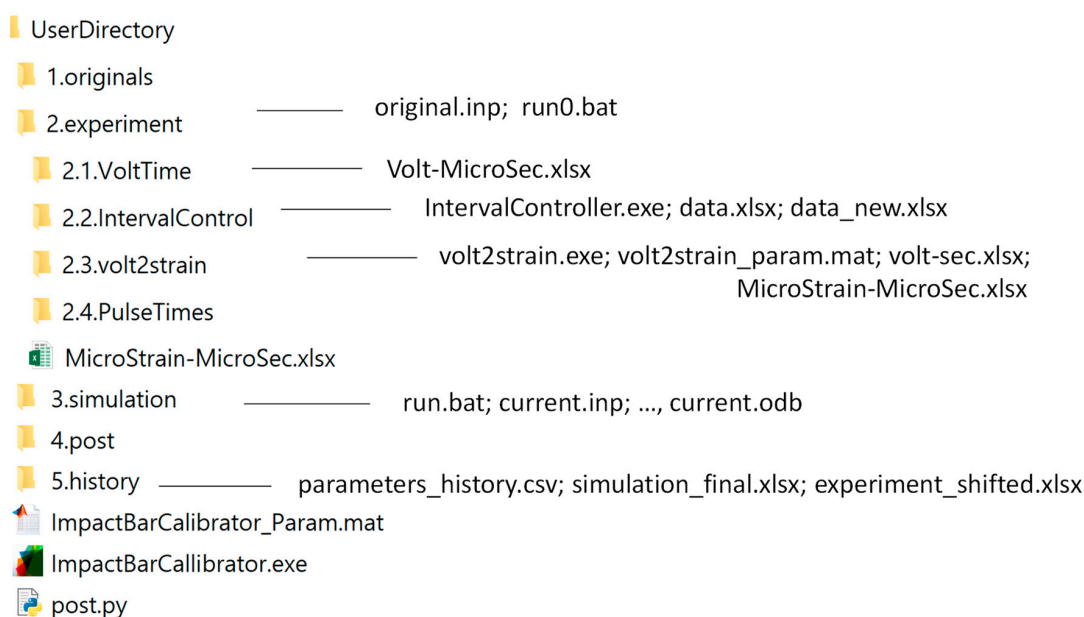 UserDirectory
1.originals
original.inp; run0.bat
2.experiment
2.1.VoltTime
Volt-MicroSec.xlsx
2.2.IntervalControl
IntervalController.exe; data.xlsx; data_new.xlsx
2.3.volt2strain
volt2strain.exe; volt2strain_param.mat; volt-sec.xlsx;
MicroStrain-MicroSec.xlsx
2.4.PulseTimes
MicroStrain-MicroSec.xlsx
3.simulation
run.bat; current.inp; ..., current.odb
4.post
5.history
parameters_history.csv; simulation_final.xlsx; experiment_shifted.xlsx
ImpactBarCalibrator_Param.mat
ImpactBarCallibrator.exe
post.py